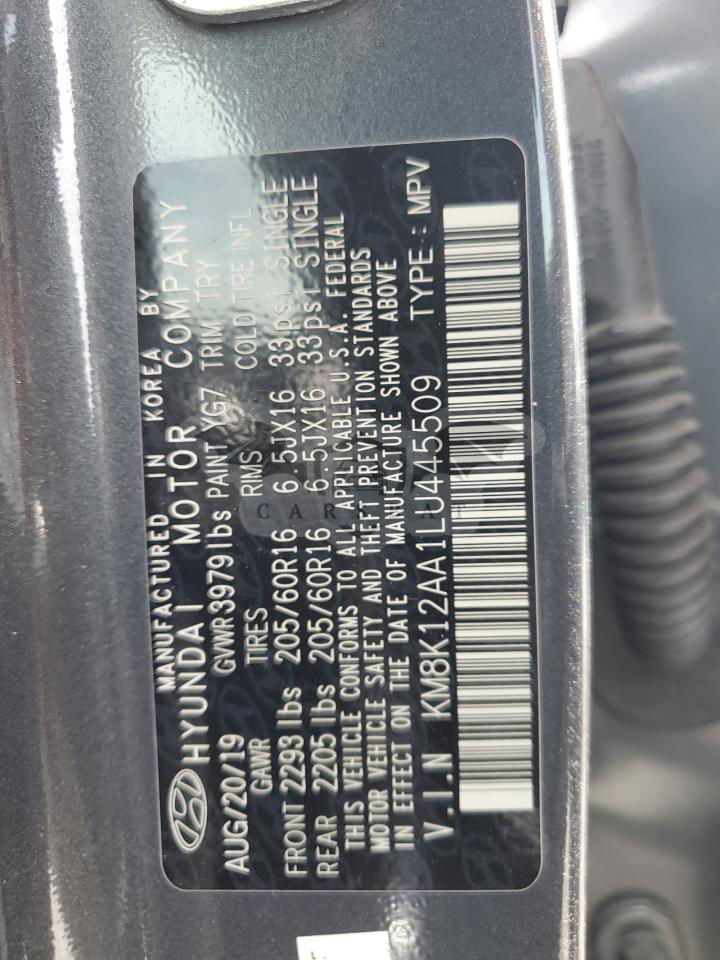 MANUFACTURED IN KOREA BY
HYUNDAI MOTOR COMPANY
AUG/20/19 GVWR3979lbs PAINT YG7 TRIM TRY
GAWR TIRES RIMS COLD TIRE INFL
FRONT 2293 lbs 205/60R16 6.5JX16 33psi SINGLE
REAR 2205 lbs 205/60R16 6.5JX16 33psi SINGLE
THIS VEHICLE CONFORMS TO ALL APPLICABLE U.S.A. FEDERAL
MOTOR VEHICLE SAFETY AND THEFT PREVENTION STANDARDS
IN EFFECT ON THE DATE OF MANUFACTURE SHOWN ABOVE
V.I.N KM8K12AA1LU445509 TYPE : MPV